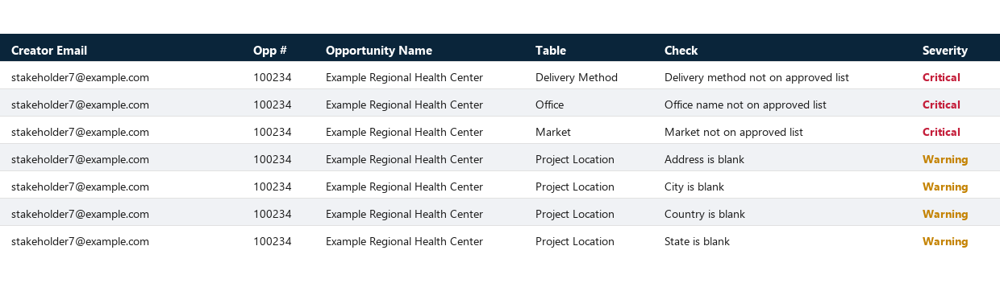 Creator Email Opp # Opportunity Name Table Check Severity
stakeholder7@example.com 100234 Example Regional Health Center Delivery Method Delivery method not on approved list Critical
stakeholder7@example.com 100234 Example Regional Health Center Office Office name not on approved list Critical
stakeholder7@example.com 100234 Example Regional Health Center Market Market not on approved list Critical
stakeholder7@example.com 100234 Example Regional Health Center Project Location Address is blank Warning
stakeholder7@example.com 100234 Example Regional Health Center Project Location City is blank Warning
stakeholder7@example.com 100234 Example Regional Health Center Project Location Country is blank Warning
stakeholder7@example.com 100234 Example Regional Health Center Project Location State is blank Warning